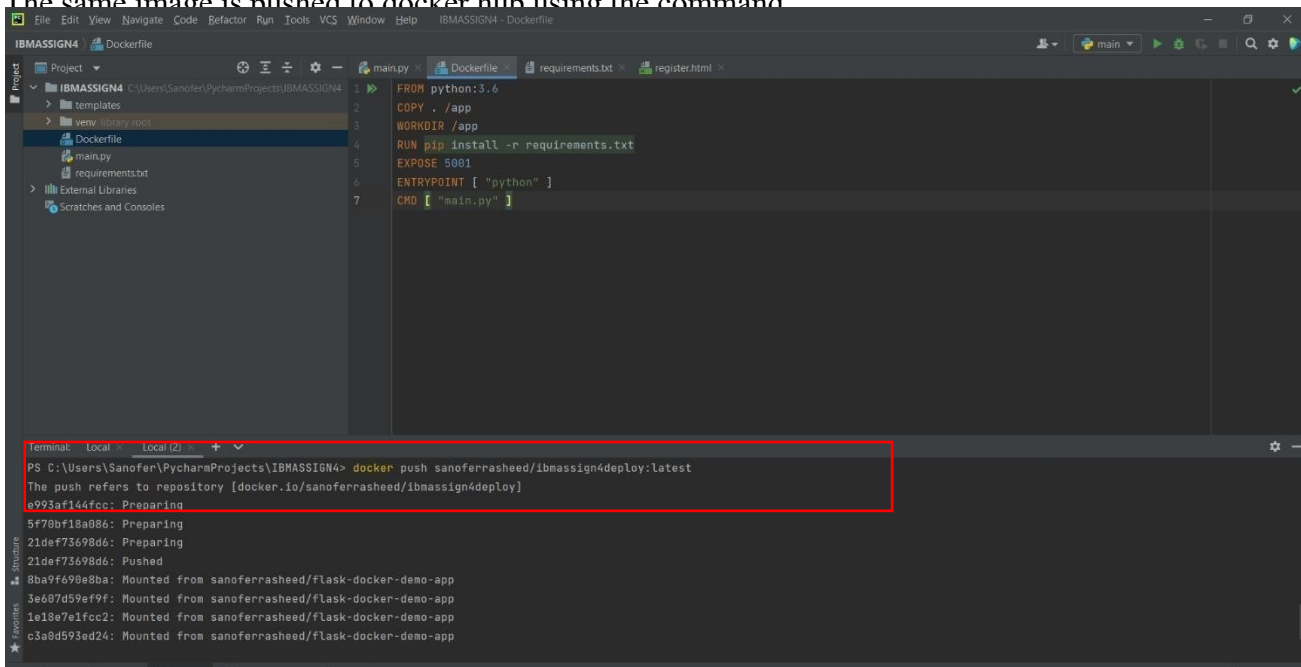 The same image is pushed to docker hub using the command
File Edit View Navigate Code Refactor Run Tools VCS Window Help IBMASSIGN4 - Dockerfile
IBMASSIGN4 Dockerfile main
Project main.py Dockerfile requirements.txt register.html
Project
IBMASSIGN4 C:\Users\Sanofer\PycharmProjects\IBMASSIGN4
templates
venv library root
Dockerfile
main.py
requirements.txt
External Libraries
Scratches and Consoles
1 FROM python:3.6
2 COPY . /app
3 WORKDIR /app
4 RUN pip install -r requirements.txt
5 EXPOSE 5001
6 ENTRYPOINT [ "python" ]
7 CMD [ "main.py" ]
Terminal: Local Local (2)
PS C:\Users\Sanofer\PycharmProjects\IBMASSIGN4> docker push sanoferrasheed/ibmassign4deploy:latest
The push refers to repository [docker.io/sanoferrasheed/ibmassign4deploy]
e993af144fcc: Preparing
5f70bf18a086: Preparing
21def73698d6: Preparing
21def73698d6: Pushed
8ba9f690e8ba: Mounted from sanoferrasheed/flask-docker-demo-app
3e607d59ef9f: Mounted from sanoferrasheed/flask-docker-demo-app
1e18e7e1fcc2: Mounted from sanoferrasheed/flask-docker-demo-app
c3a0d593ed24: Mounted from sanoferrasheed/flask-docker-demo-app
Structure
Favorites